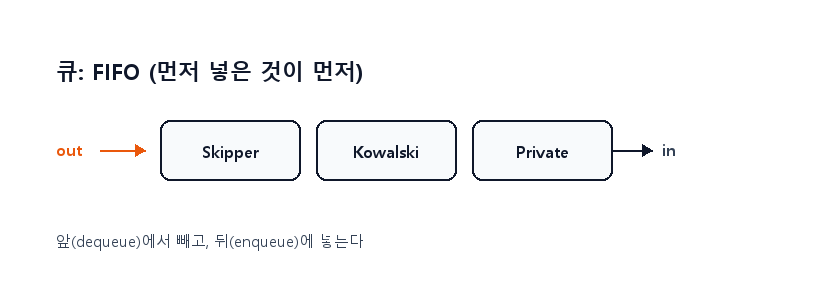 큐: FIFO (먼저 넣은 것이 먼저)
out Skipper Kowalski Private in
앞(dequeue)에서 빼고, 뒤(enqueue)에 넣는다